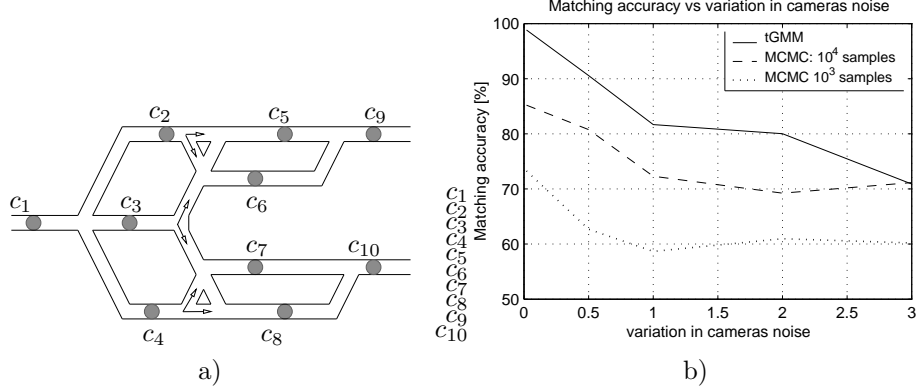 c1
c2
c3
c4
c5
c6
c7
c8
c9
c10
a)
c1
c2
c3
c4
c5
c6
c7
c8
c9
c10
Matching accuracy vs variation in cameras noise
tGMM
MCMC: 10^4 samples
MCMC 10^3 samples
Matching accuracy [%]
100
90
80
70
60
50
0 0.5 1 1.5 2 2.5 3
variation in cameras noise
b)